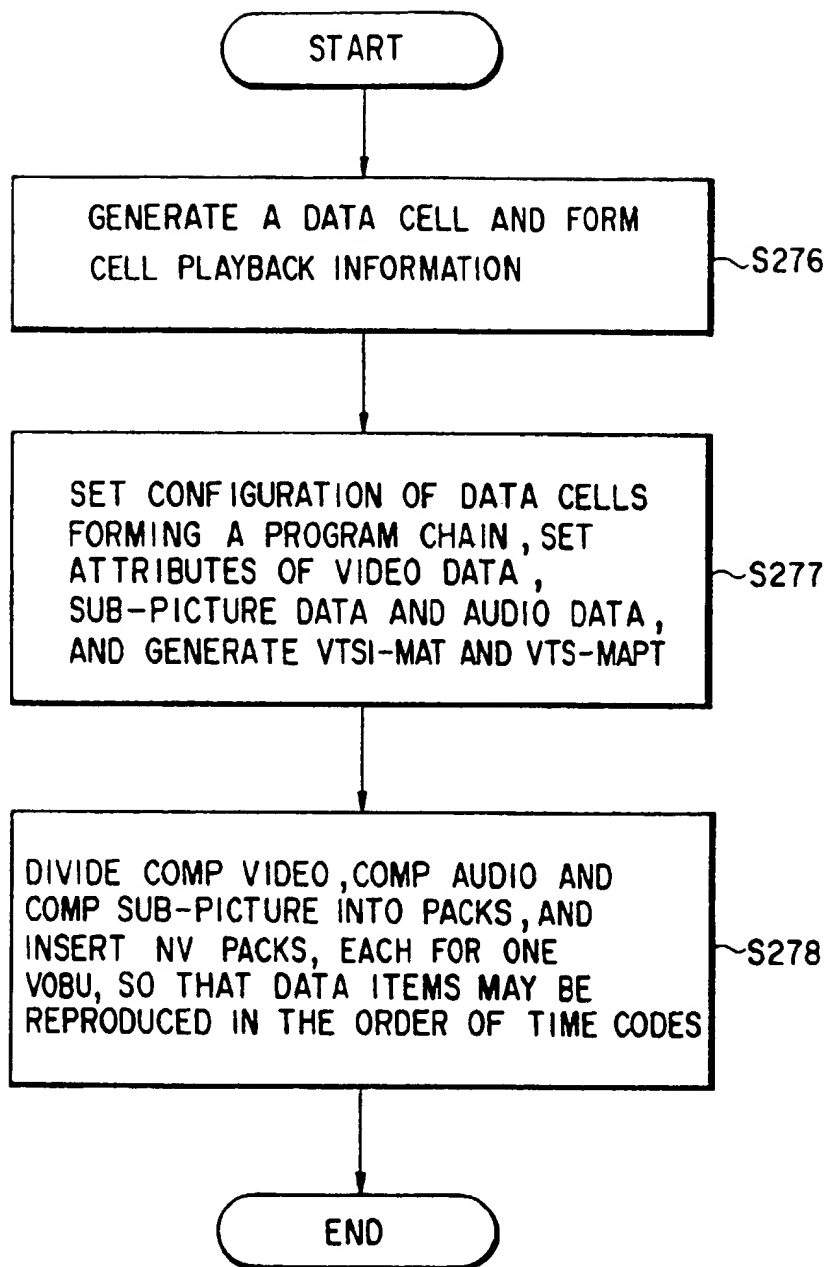 START
GENERATE A DATA CELL AND FORM
CELL PLAYBACK INFORMATION
S276
SET CONFIGURATION OF DATA CELLS
FORMING A PROGRAM CHAIN, SET
ATTRIBUTES OF VIDEO DATA,
SUB-PICTURE DATA AND AUDIO DATA,
AND GENERATE VTSI-MAT AND VTS-MAPT
S277
DIVIDE COMP VIDEO, COMP AUDIO AND
COMP SUB-PICTURE INTO PACKS, AND
INSERT NV PACKS, EACH FOR ONE
VOBU, SO THAT DATA ITEMS MAY BE
REPRODUCED IN THE ORDER OF TIME CODES
S278
END